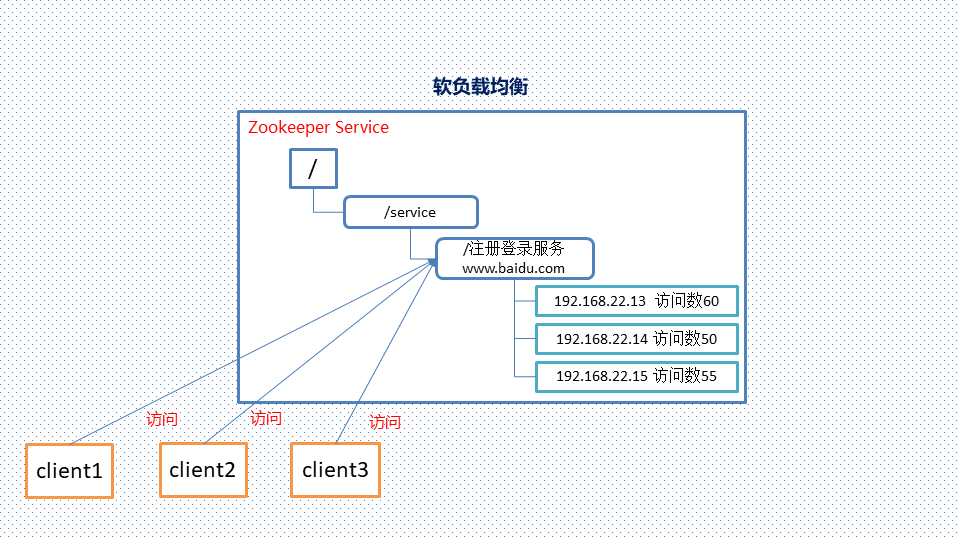 软负载均衡
Zookeeper Service
/
/service
/注册登录服务
www.baidu.com
192.168.22.13 访问数60
192.168.22.14 访问数50
192.168.22.15 访问数55
访问
访问
访问
client1
client2
client3